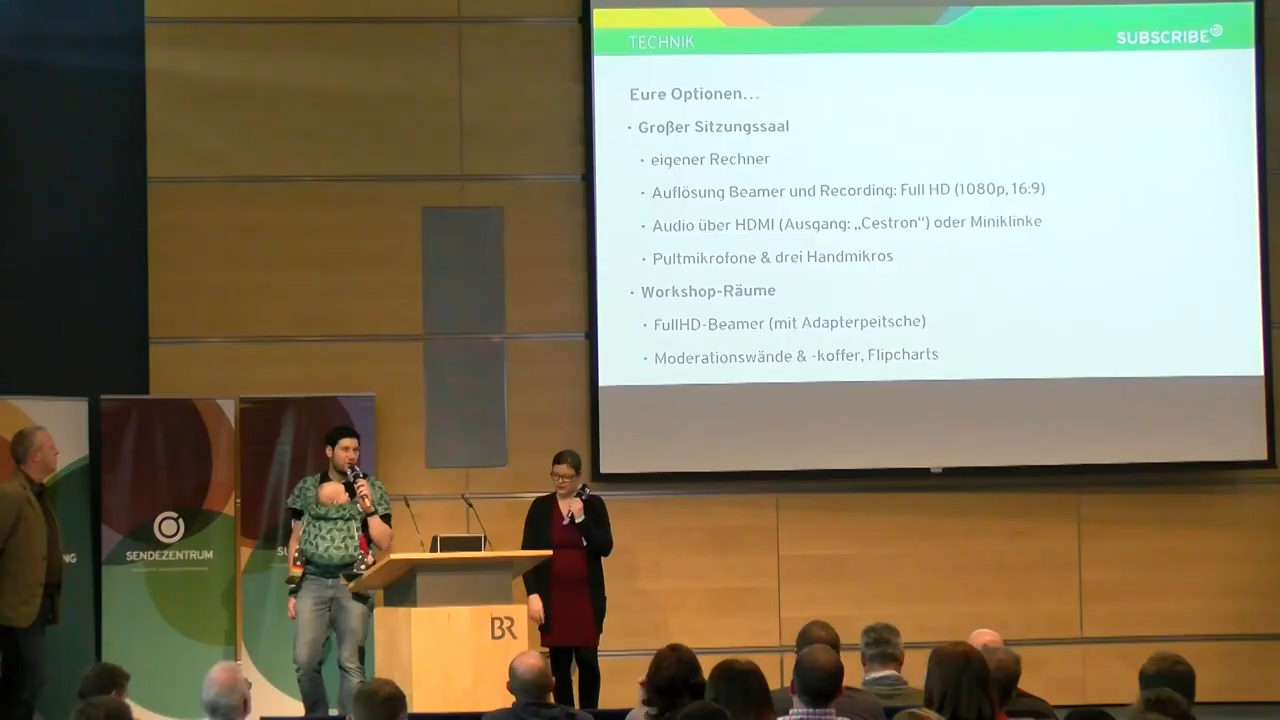 TECHNIK
SUBSCRIBE
Eure Optionen...
· Großer Sitzungssaal
· eigener Rechner
· Auflösung Beamer und Recording: Full HD (1080p, 16:9)
· Audio über HDMI (Ausgang: „Cestron“) oder Miniklinke
· Pultmikrofone & drei Handmikros
· Workshop-Räume
· FullHD-Beamer (mit Adapterpeitsche)
· Moderationswände & -koffer, Flipcharts
NG
SENDEZENTRUM
SU
BR